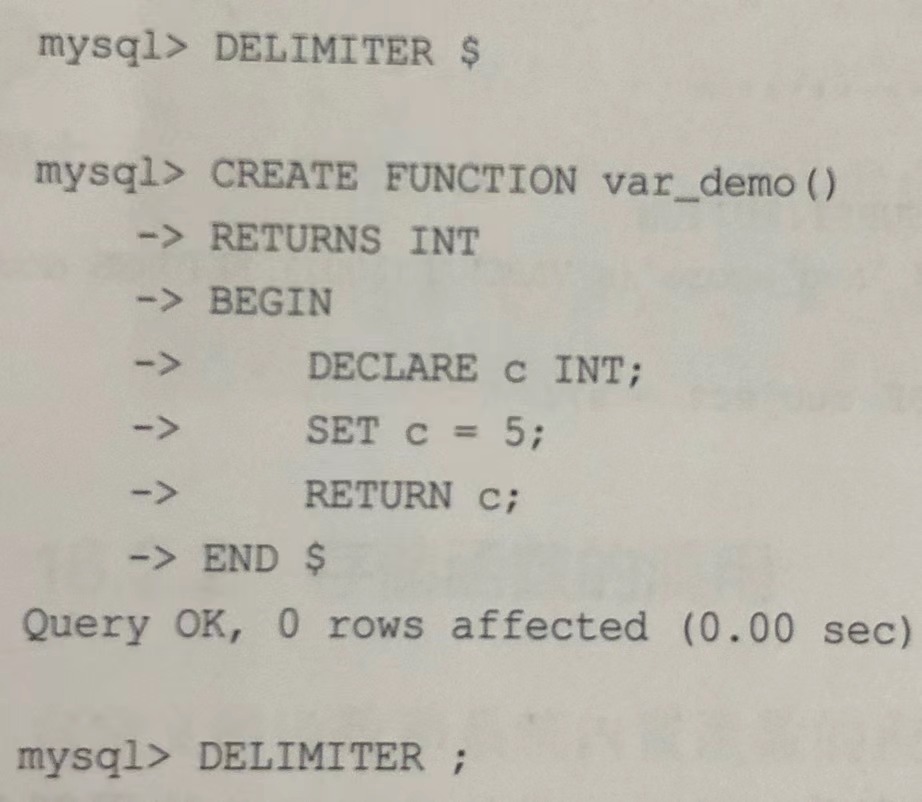 mysql> DELIMITER $
mysql> CREATE FUNCTION var_demo()
-> RETURNS INT
-> BEGIN
-> DECLARE c INT;
-> SET c = 5;
-> RETURN c;
-> END $
Query OK, 0 rows affected (0.00 sec)
mysql> DELIMITER ;